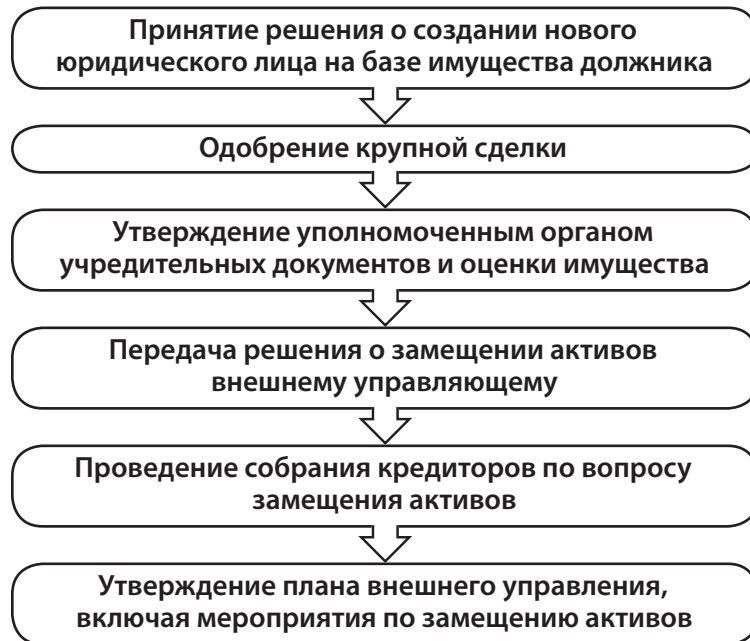 Принятие решения о создании нового
юридического лица на базе имущества должника
Одобрение крупной сделки
Утверждение уполномоченным органом
учредительных документов и оценки имущества
Передача решения о замещении активов
внешнему управляющему
Проведение собрания кредиторов по вопросу
замещения активов
Утверждение плана внешнего управления,
включая мероприятия по замещению активов